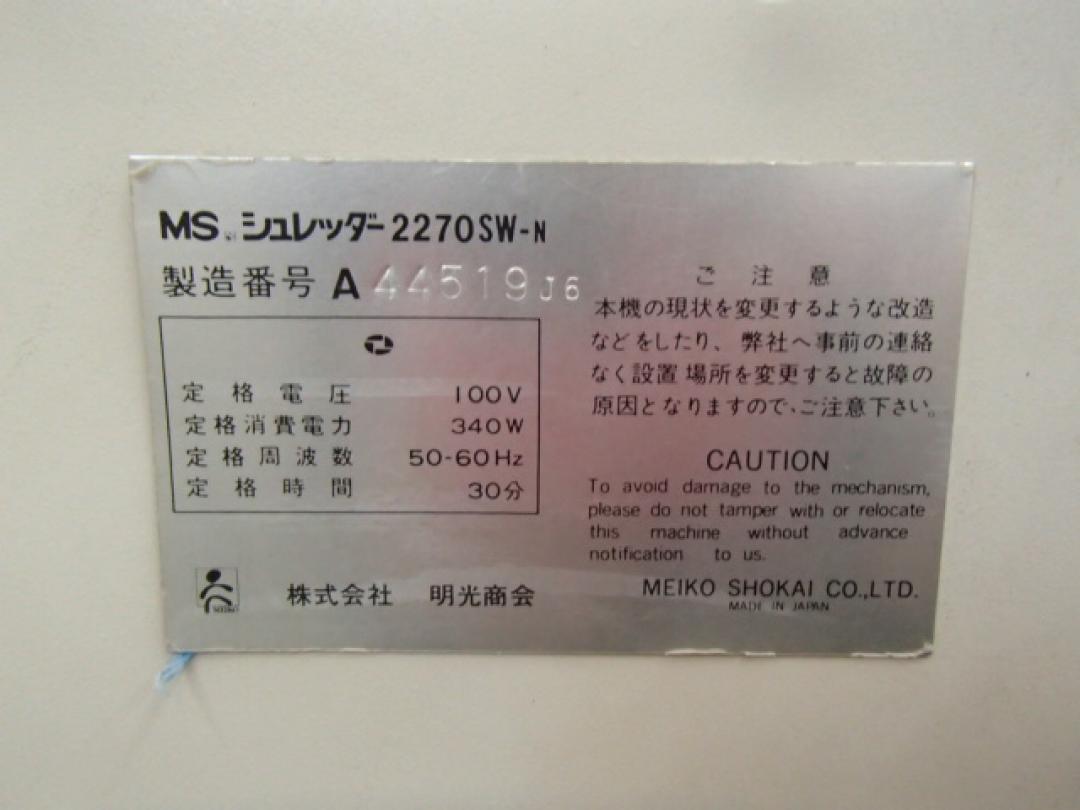 MS シュレッダー 2270SW-N
製造番号 A 44519J6
定格電圧 100V
定格消費電力 340W
定格周波数 50-60Hz
定格時間 30分
株式会社 明光商会
ご注意
本機の現状を変更するような改造
などをしたり、弊社へ事前の連絡
なく設置場所を変更すると故障の
原因となりますので、ご注意下さい。
CAUTION
To avoid damage to the mechanism,
please do not tamper with or relocate
this machine without advance
notification to us.
MEIKO SHOKAI CO.,LTD.
MADE IN JAPAN